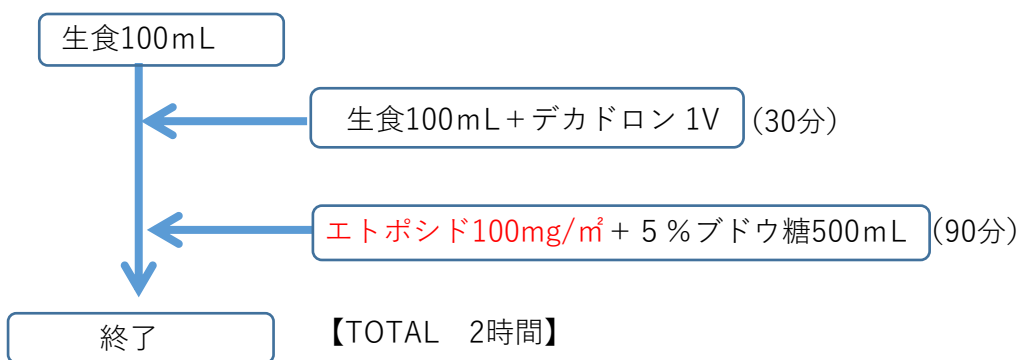 生食100mL
生食100mL+デカドロン 1V (30分)
エトポシド100mg/㎡+5%ブドウ糖500mL (90分)
終了
【TOTAL 2時間】